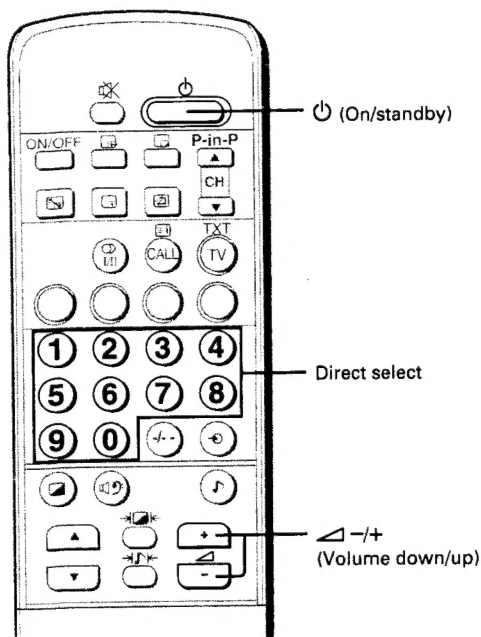 (On/standby)
ON/OFF P-in-P
CH
TXT
I/II CALL TV
1 2 3 4
Direct select
5 6 7 8
9 0 -/--
+
-/+
-
(Volume down/up)